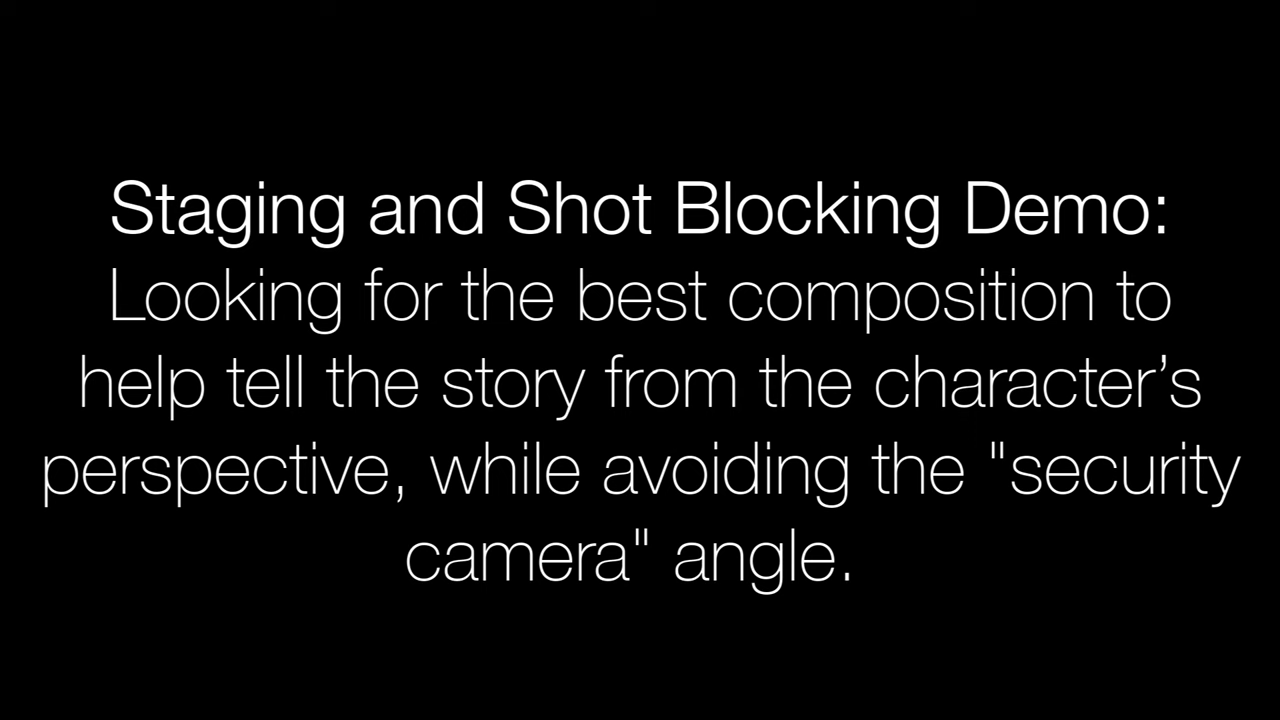 Staging and Shot Blocking Demo:
Looking for the best composition to
help tell the story from the character’s
perspective, while avoiding the "security
camera" angle.